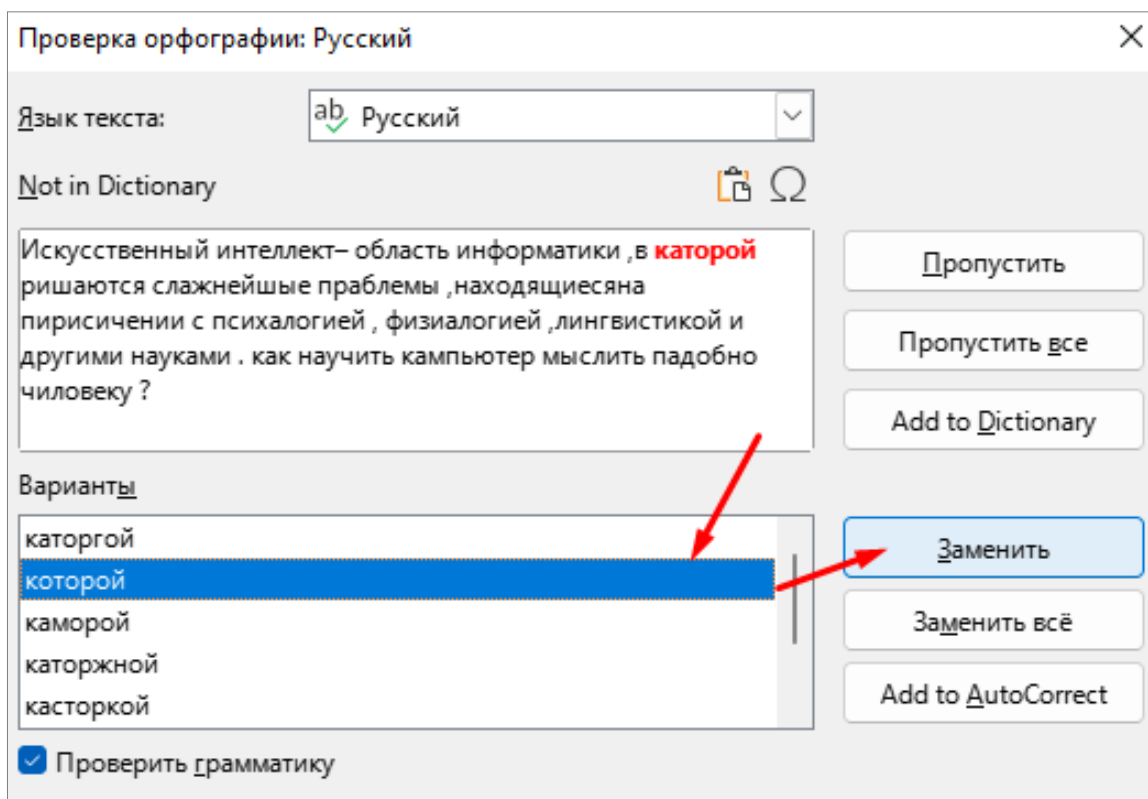 Проверка орфографии: Русский
Язык текста:
Русский
Not in Dictionary
Искусственный интеллект– область информатики ,в каторой
ришаются слажнейшые праблемы ,находящиесяна
пирисичении с психалогией , физиалогией ,лингвистикой и
другими науками . как научить кампьютер мыслить падобно
чиловеку ?
Пропустить
Пропустить все
Add to Dictionary
Варианты
каторгой
которой
каморой
каторжной
касторкой
Заменить
Заменить всё
Add to AutoCorrect
Проверить грамматику